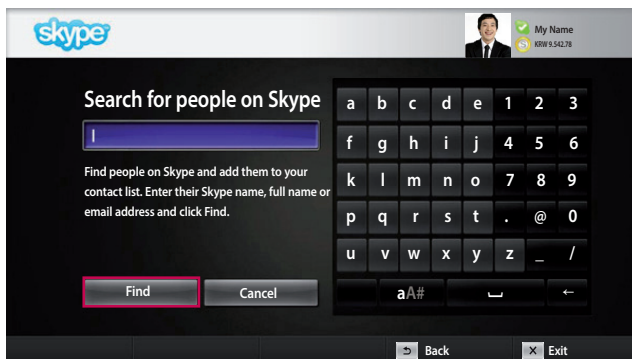 skype
My Name
KRW 9.542.78
Search for people on Skype
Find people on Skype and add them to your
contact list. Enter their Skype name, full name or
email address and click Find.
Find Cancel
a b c d e 1 2 3
f g h i j 4 5 6
k l m n o 7 8 9
p q r s t . @ 0
u v w x y z _ /
aA# ←
Back X Exit